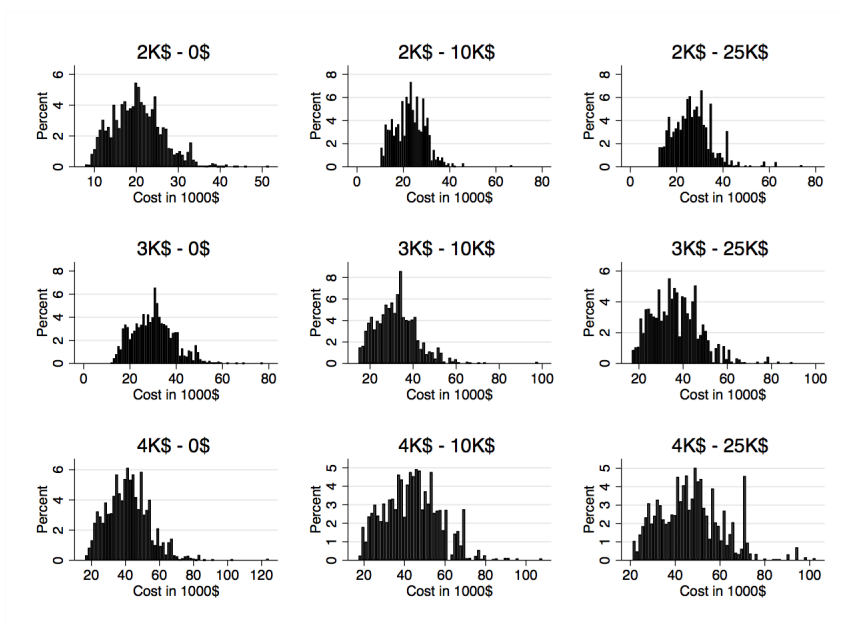 2K$ - 0$
2K$ - 10K$
2K$ - 25K$
Percent
0 2 4 6
10 20 30 40 50
Cost in 1000$
Percent
0 2 4 6 8
0 20 40 60 80
Cost in 1000$
Percent
0 2 4 6 8
0 20 40 60 80
Cost in 1000$
3K$ - 0$
3K$ - 10K$
3K$ - 25K$
Percent
0 2 4 6 8
0 20 40 60 80
Cost in 1000$
Percent
0 2 4 6 8
20 40 60 80 100
Cost in 1000$
Percent
0 2 4 6
20 40 60 80 100
Cost in 1000$
4K$ - 0$
4K$ - 10K$
4K$ - 25K$
Percent
0 2 4 6
20 40 60 80 100 120
Cost in 1000$
Percent
0 1 2 3 4 5
20 40 60 80 100
Cost in 1000$
Percent
0 1 2 3 4 5
20 40 60 80 100
Cost in 1000$